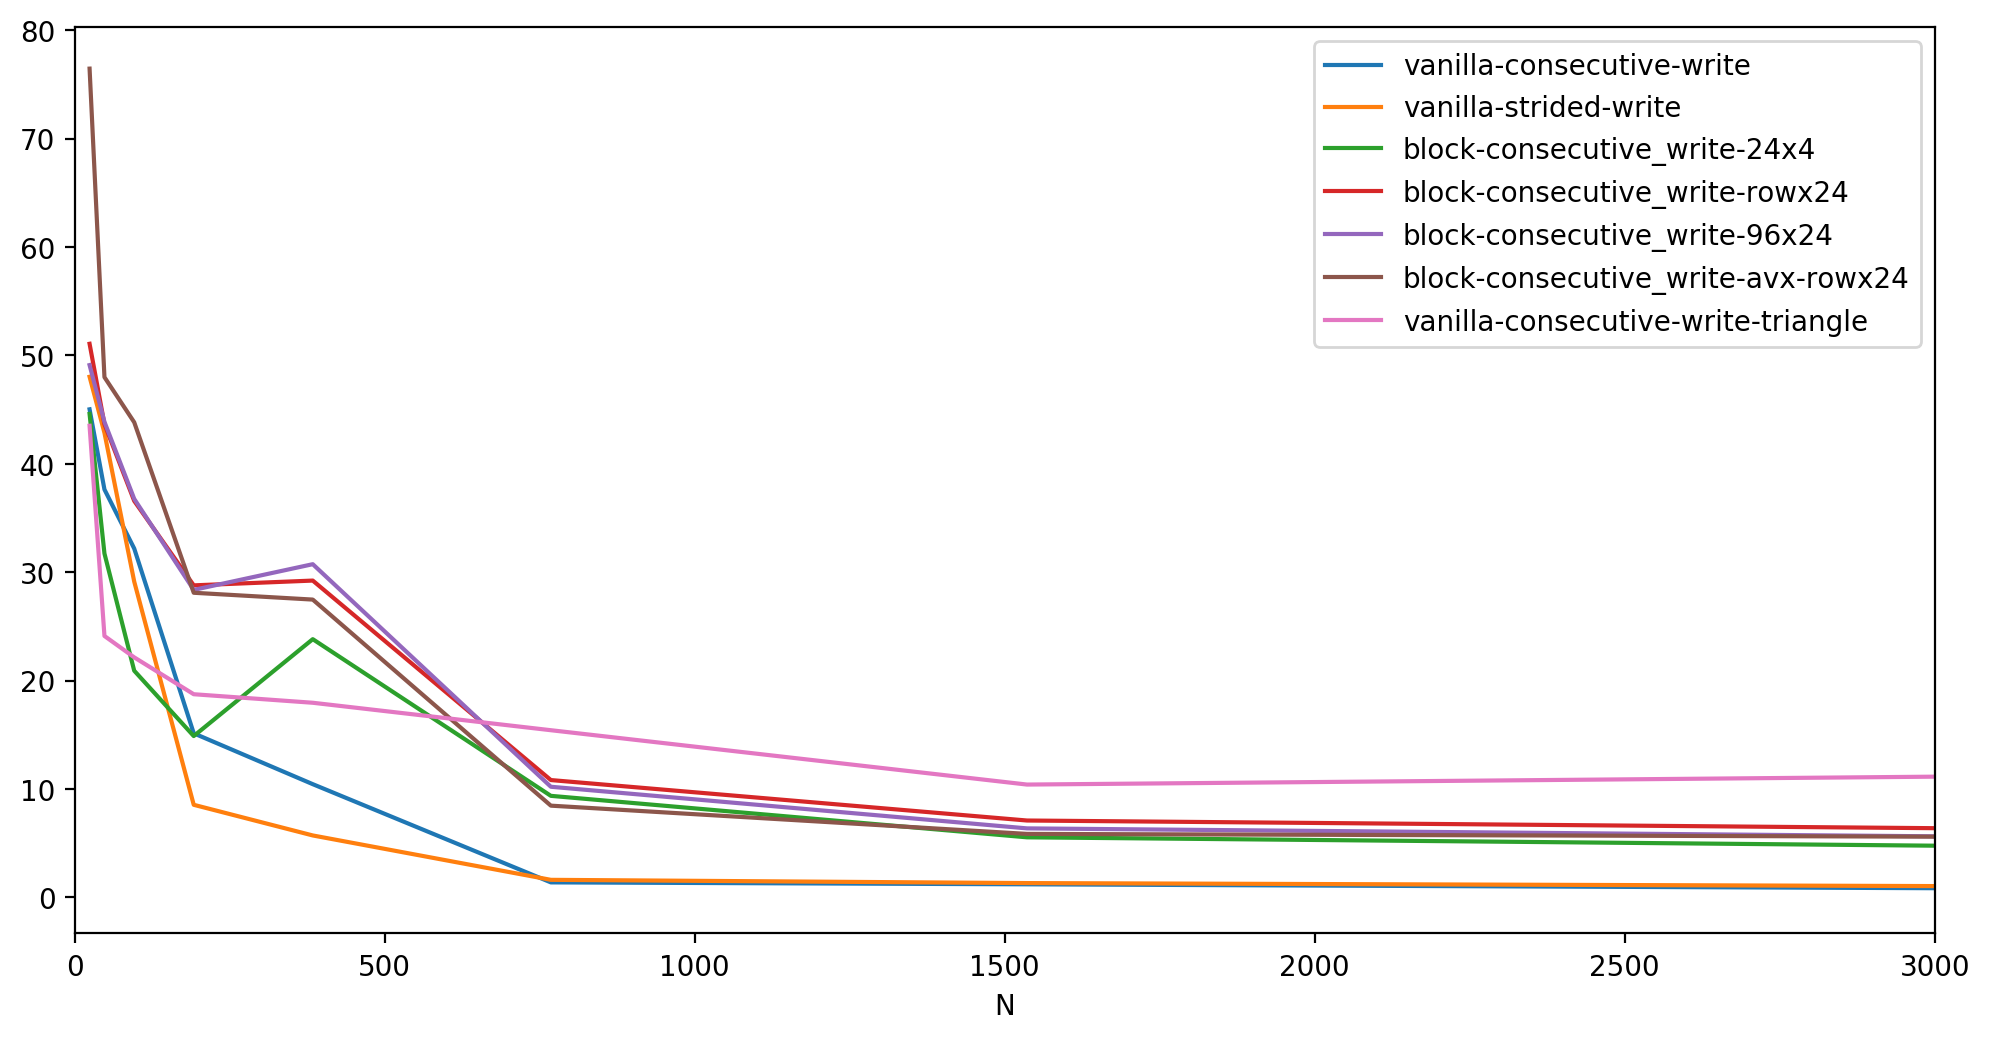 80
70
60
50
40
30
20
10
0
0 500 1000 1500 2000 2500 3000
N
vanilla-consecutive-write
vanilla-strided-write
block-consecutive_write-24x4
block-consecutive_write-rowx24
block-consecutive_write-96x24
block-consecutive_write-avx-rowx24
vanilla-consecutive-write-triangle